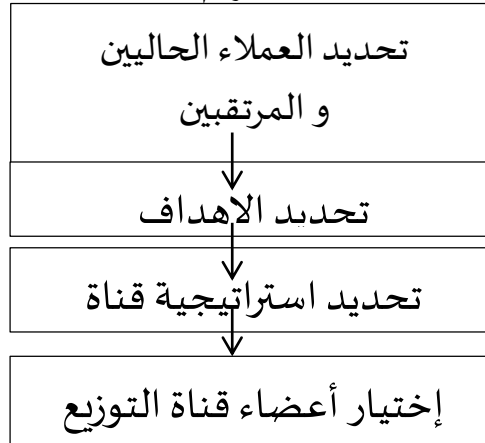 تحديد العملاء الحاليين
و المرتقبين
تحديد الاهداف
تحديد استراتيجية قناة
إختيار أعضاء قناة التوزيع